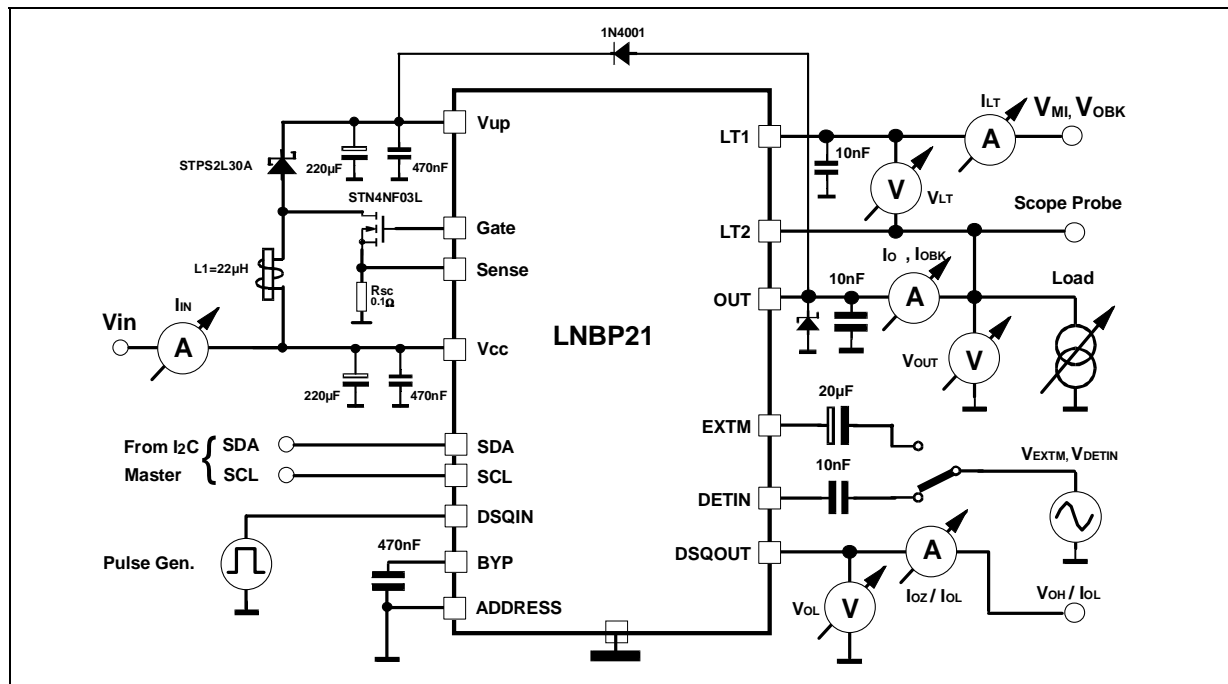 1N4001
Vup
STPS2L30A
220µF
470nF
STN4NF03L
Gate
Sense
L1=22µH
RSC
0.1Ω
IIN
Vin
A
Vcc
220µF
470nF
From I2C
Master
{
SDA
SCL
SDA
SCL
DSQIN
Pulse Gen.
470nF
BYP
ADDRESS
LNBP21
LT1
10nF
ILT
A
VMI, VOBK
V
VLT
LT2
Scope Probe
IO , IOBK
OUT
10nF
A
Load
VOUT
V
EXTM
20µF
VEXTM, VDETIN
DETIN
10nF
DSQOUT
A
IOZ / IOL
VOL
V
VOH / IOL